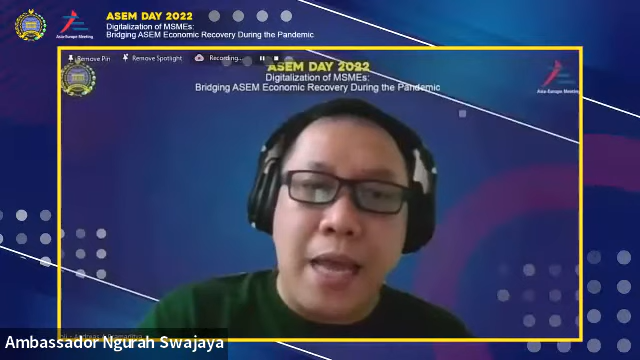 ASEM DAY 2022
Digitalization of MSMEs:
Bridging ASEM Economic Recovery During the Pandemic
Asia-Europe Meeting
Remove Pin
Remove Spotlight
Recording...
ASEM DAY 2022
Digitalization of MSMEs:
Bridging ASEM Economic Recovery During the Pandemic
Asia-Europe Meeting
Ambassador Ngurah Swajaya